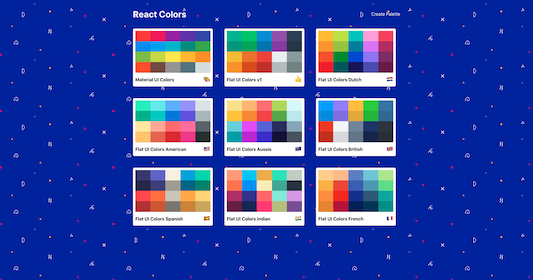 React Colors
Create Palette
Material UI Colors
Flat UI Colors v1
Flat UI Colors Dutch
Flat UI Colors American
Flat UI Colors Aussie
Flat UI Colors British
Flat UI Colors Spanish
Flat UI Colors Indian
Flat UI Colors French